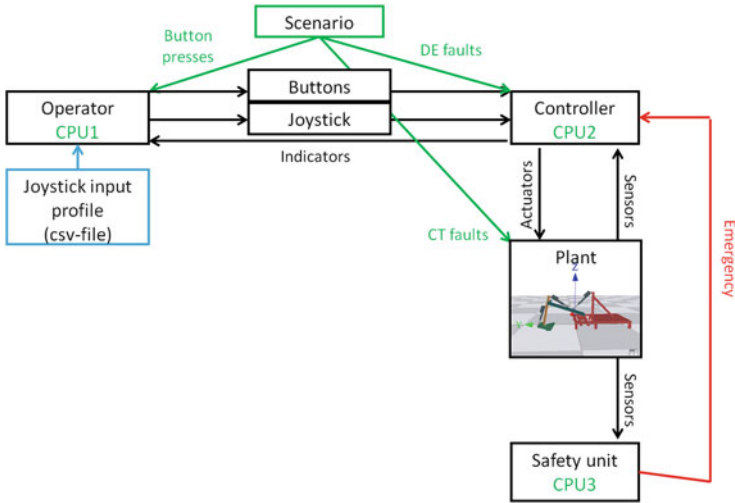 Scenario
Button
presses
DE faults
Operator
CPU1
Buttons
Joystick
Controller
CPU2
Indicators
Joystick input
profile
(csv-file)
Actuators
Sensors
CT faults
Plant
Z
Y
Emergency
Sensors
Safety unit
CPU3